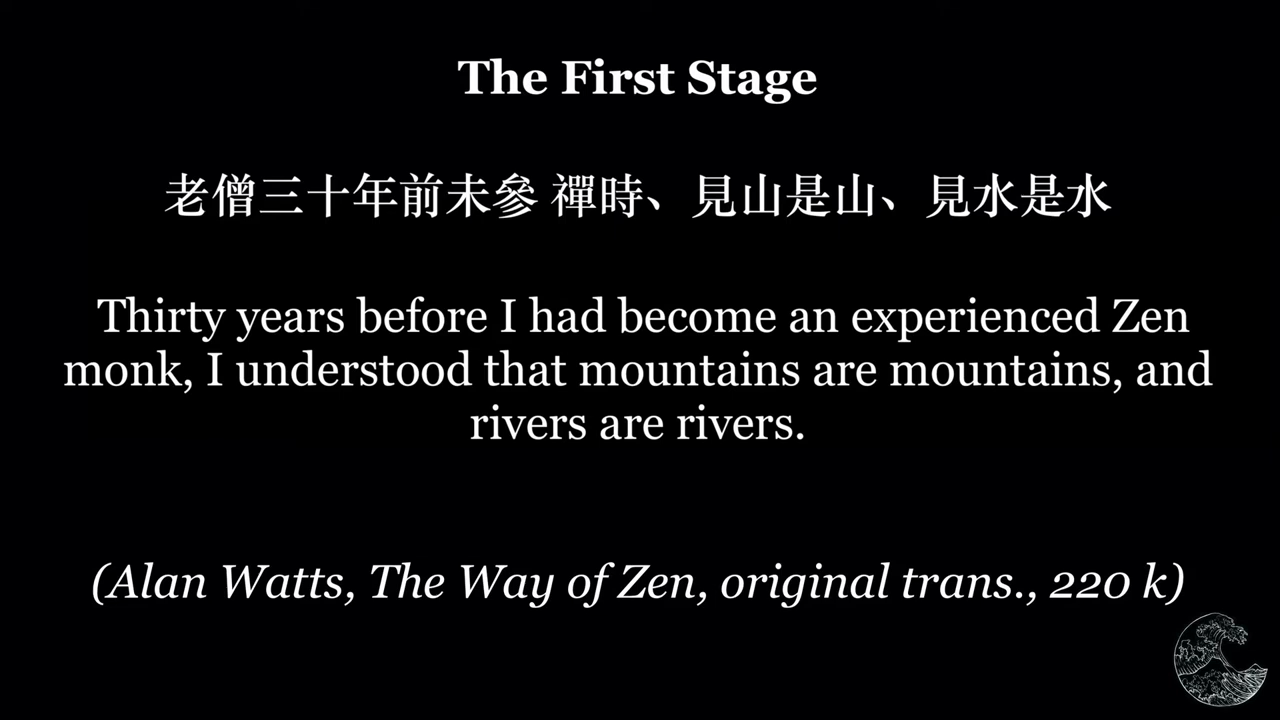 The First Stage
老僧三十年前未參 禪時、見山是山、見水是水
Thirty years before I had become an experienced Zen
monk, I understood that mountains are mountains, and
rivers are rivers.
(Alan Watts, The Way of Zen, original trans., 220 k)